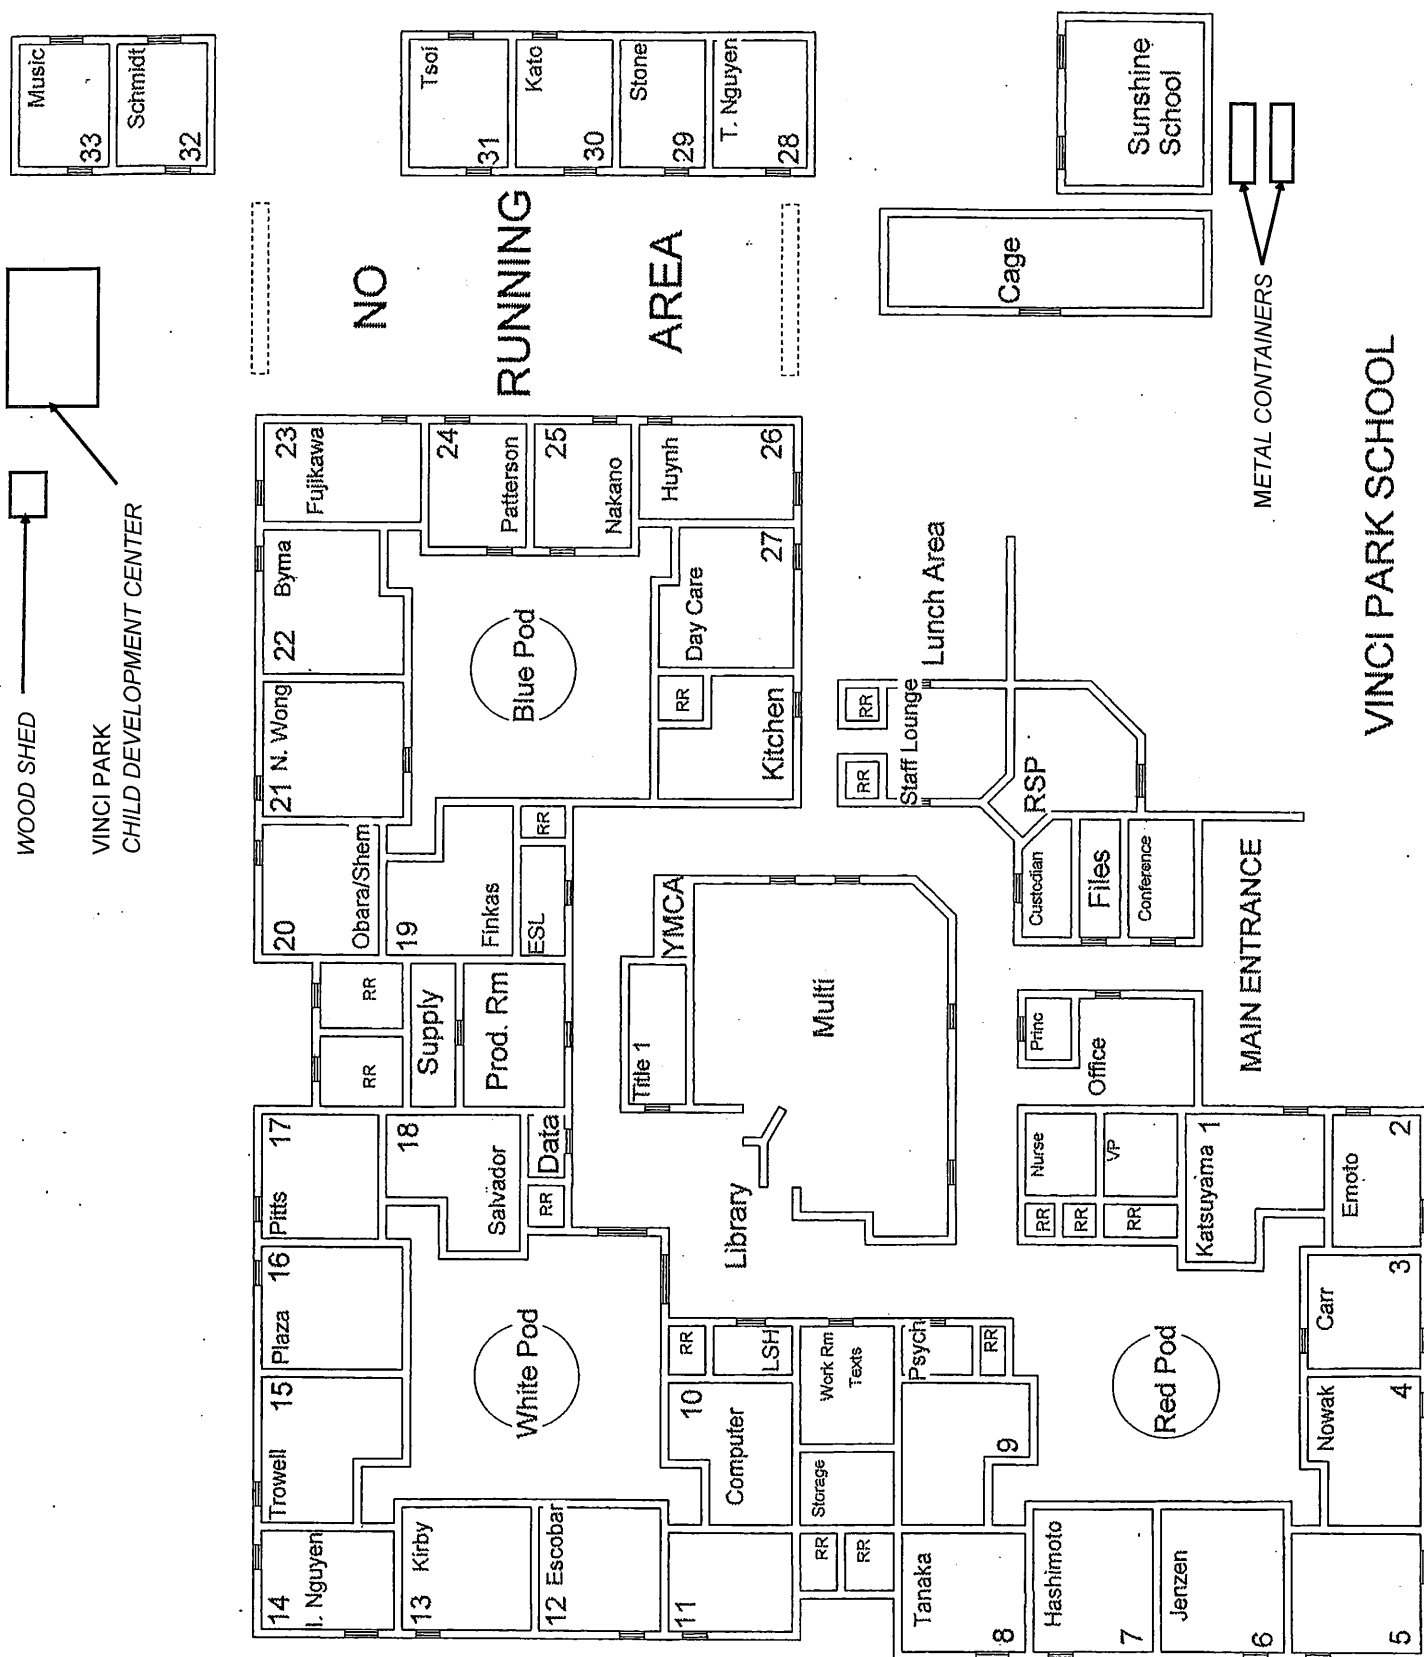 Music
33
Schmidt
32
Tsoi
31
Kato
30
Stone
29
T. Nguyen
28
Sunshine
School
WOOD SHED
VINCI PARK
CHILD DEVELOPMENT CENTER
NO
RUNNING
AREA
Cage
METAL CONTAINERS
VINCI PARK SCHOOL
23
Fujikawa
24
Patterson
25
Nakano
Huynh
26
22 Byma
21 N. Wong
20
Obara/Shem
19
Finkas
ESL
RR
Blue Pod
Day Care
27
RR
Kitchen
Lunch Area
RR
RR
Staff Lounge
RSP
Custodian
Files
Conference
MAIN ENTRANCE
RR
RR
Supply
Prod. Rm
YMCA
Title 1
Multi
Library
Princ
Office
17
Pitts
18
Salvador
Data
RR
16
Plaza
15
Trowell
14
I. Nguyen
13 Kirby
12 Escobar
11
White Pod
RR
LSH
10
Computer
Work Rm
Texts
Storage
RR
RR
Psych
RR
9
Nurse
VP
RR
RR
RR
Katsuyama 1
2
Emoto
3
Carr
4
Nowak
5
Red Pod
Tanaka
8
Hashimoto
7
Jenzen
6